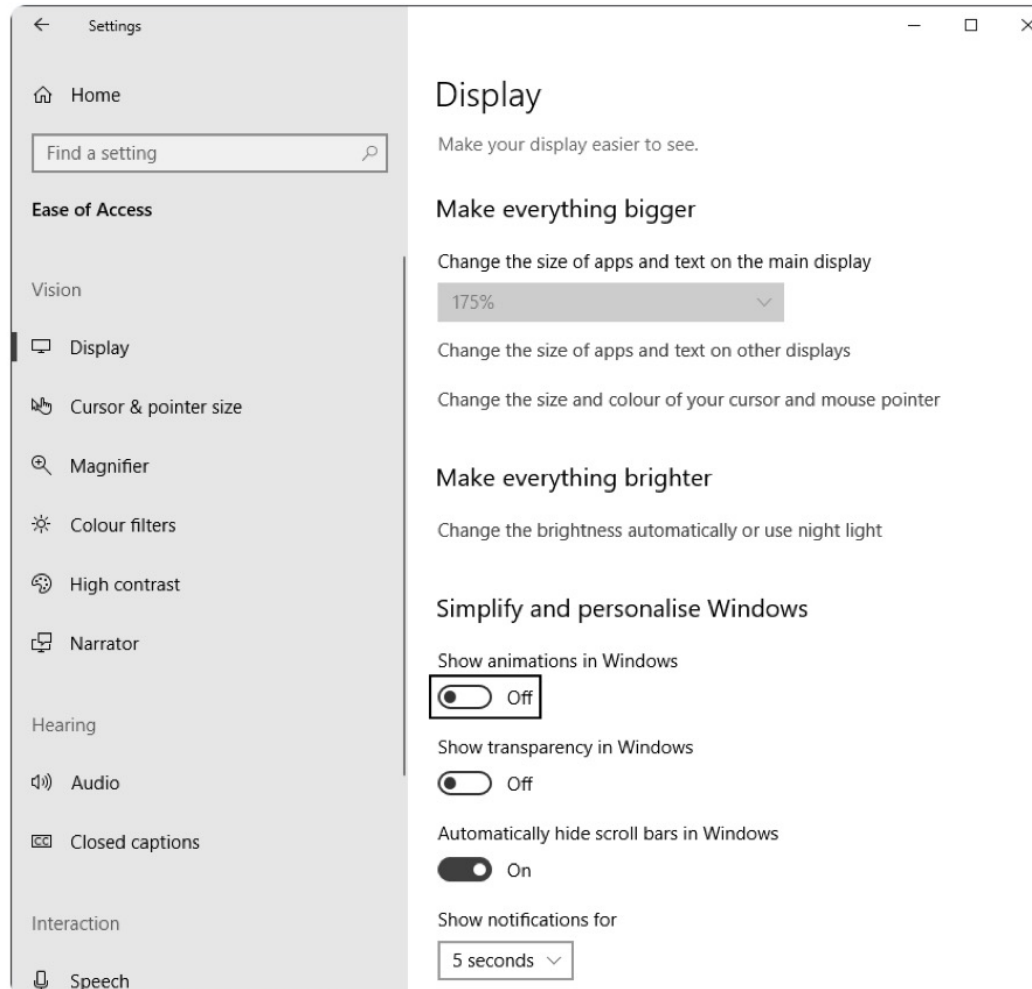 Settings
Home
Find a setting
Ease of Access
Vision
Display
Cursor & pointer size
Magnifier
Colour filters
High contrast
Narrator
Hearing
Audio
CC
Closed captions
Interaction
Speech
Display
Make your display easier to see.
Make everything bigger
Change the size of apps and text on the main display
175%
Change the size of apps and text on other displays
Change the size and colour of your cursor and mouse pointer
Make everything brighter
Change the brightness automatically or use night light
Simplify and personalise Windows
Show animations in Windows
Off
Show transparency in Windows
Off
Automatically hide scroll bars in Windows
On
Show notifications for
5 seconds